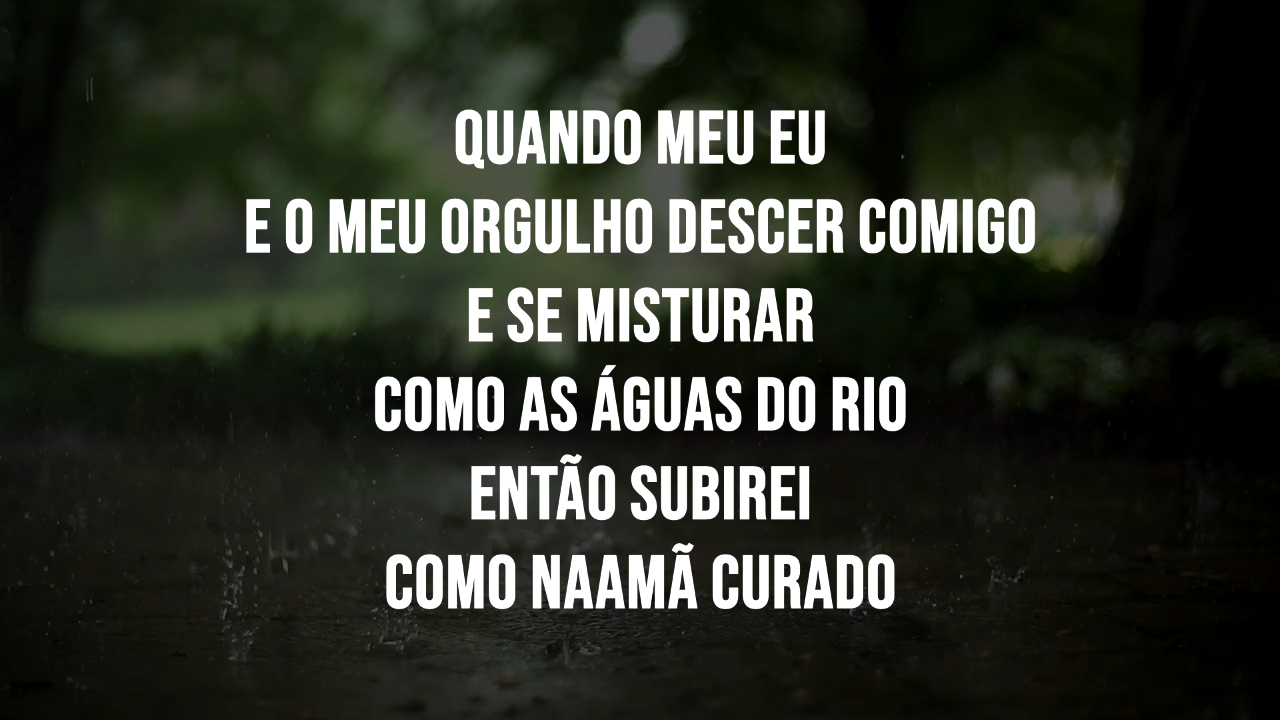 QUANDO MEU EU
E O MEU ORGULHO DESCER COMIGO
E SE MISTURAR
COMO AS ÁGUAS DO RIO
ENTÃO SUBIREI
COMO NAAMÃ CURADO